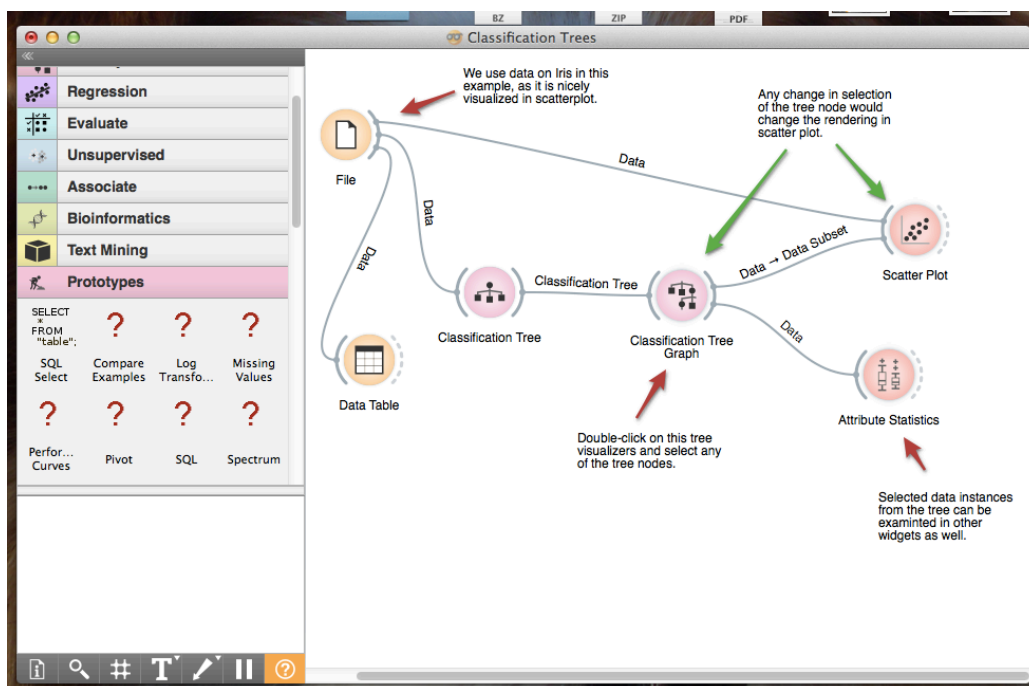 BZ
ZIP
PDF
Classification Trees
Regression
Evaluate
Unsupervised
Associate
Bioinformatics
Text Mining
Prototypes
SELECT
*
FROM
"table";
SQL
Select
Compare
Examples
Log
Transfo...
Missing
Values
?
?
?
?
?
?
?
Perfor...
Curves
Pivot
SQL
Spectrum
T
?
We use data on Iris in this
example, as it is nicely
visualized in scatterplot.
Any change in selection
of the tree node would
change the rendering in
scatter plot.
File
Data
Data
Data
Data Table
Classification Tree
Classification Tree
Classification Tree
Graph
Data → Data Subset
Scatter Plot
Data
Attribute Statistics
Double-click on this tree
visualizers and select any
of the tree nodes.
Selected data instances
from the tree can be
examinted in other
widgets as well.